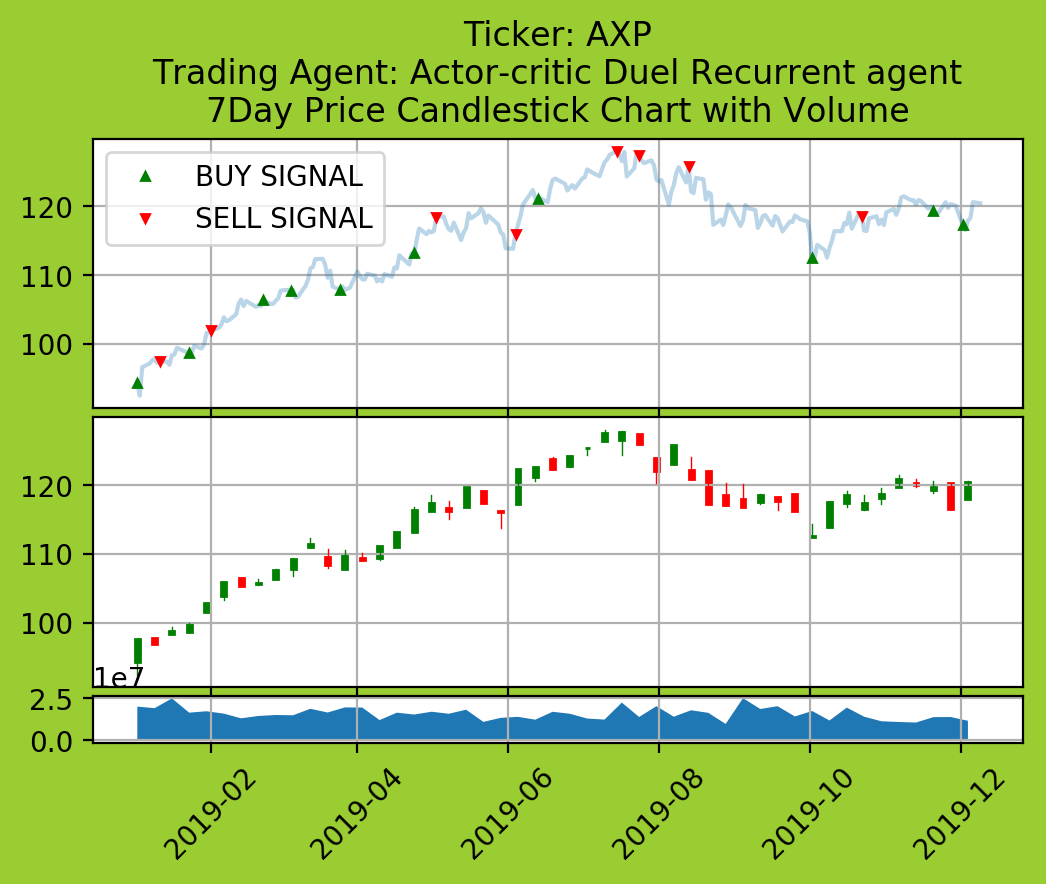 Ticker: AXP
Trading Agent: Actor-critic Duel Recurrent agent
7Day Price Candlestick Chart with Volume
BUY SIGNAL
SELL SIGNAL
120
110
100
120
110
100
1e7
2.5
0.0
2019-02
2019-04
2019-06
2019-08
2019-10
2019-12